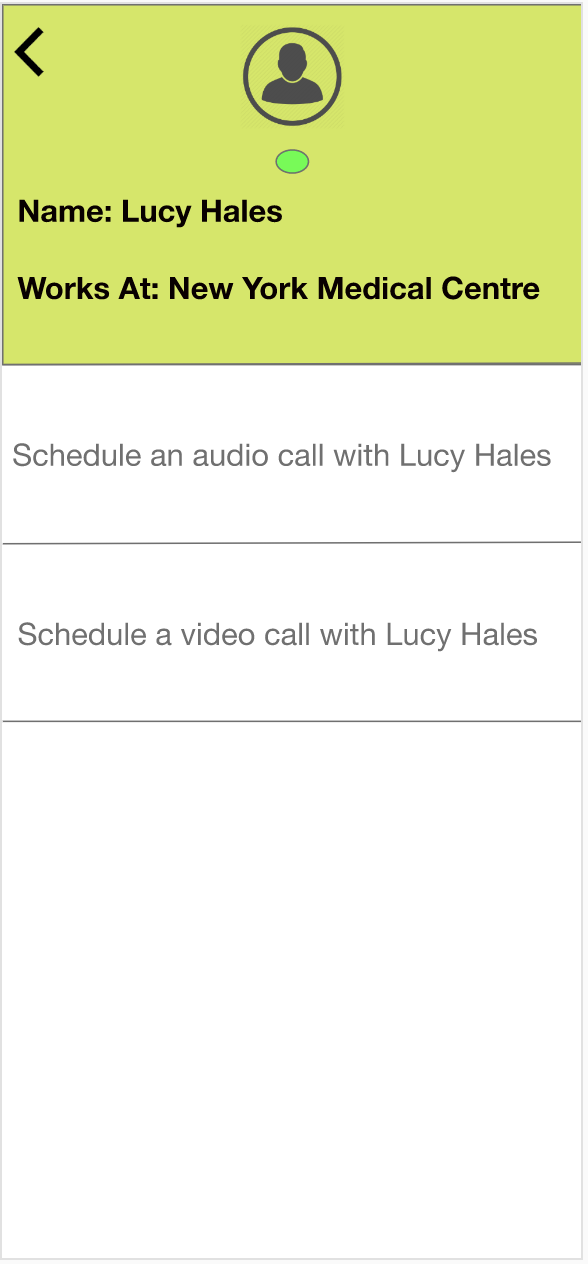 Name: Lucy Hales
Works At: New York Medical Centre
Schedule an audio call with Lucy Hales
Schedule a video call with Lucy Hales